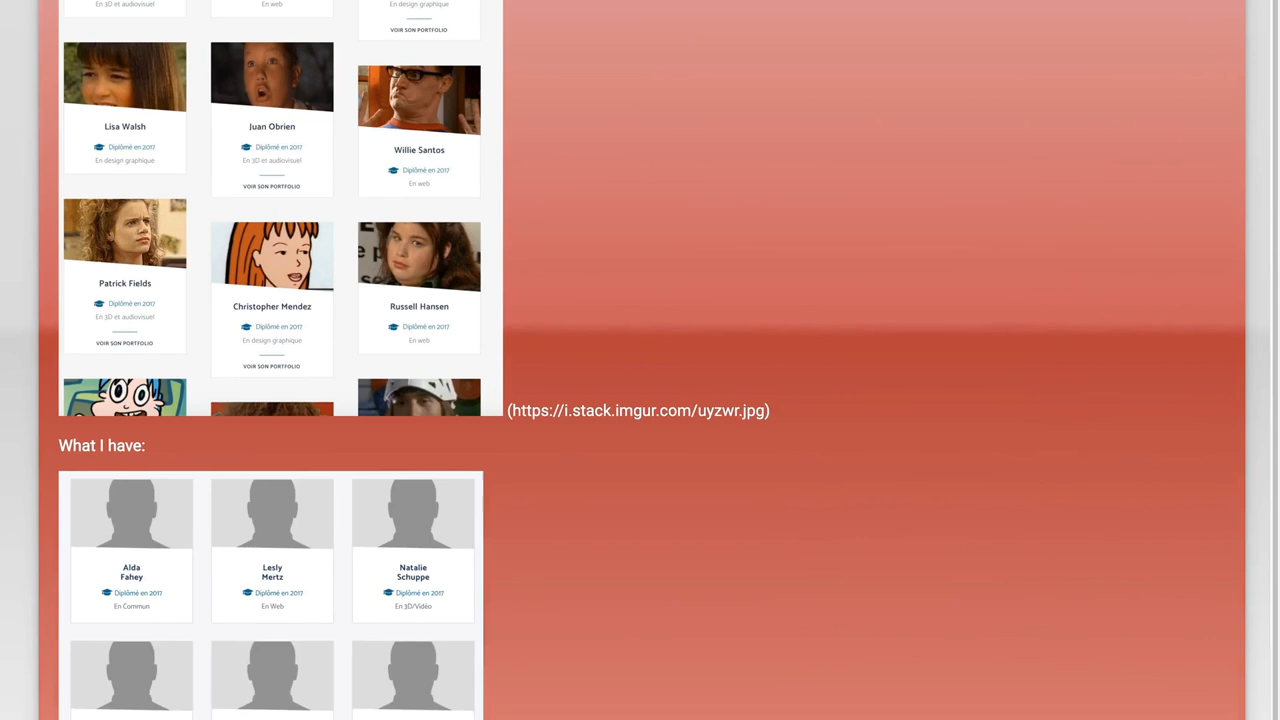 En 3D et audiovisuel
En web
En design graphique
VOIR SON PORTFOLIO
Lisa Walsh
Diplômé en 2017
En design graphique
Juan Obrien
Diplômé en 2017
En 3D et audiovisuel
VOIR SON PORTFOLIO
Willie Santos
Diplômé en 2017
En web
Patrick Fields
Diplômé en 2017
En 3D et audiovisuel
VOIR SON PORTFOLIO
Christopher Mendez
Diplômé en 2017
En design graphique
VOIR SON PORTFOLIO
Russell Hansen
Diplômé en 2017
En web
(https://i.stack.imgur.com/uyzwr.jpg)
What I have:
Alda
Fahey
Diplômé en 2017
En Commun
Lesly
Mertz
Diplômé en 2017
En Web
Natalie
Schuppe
Diplômé en 2017
En 3D/Vidéo